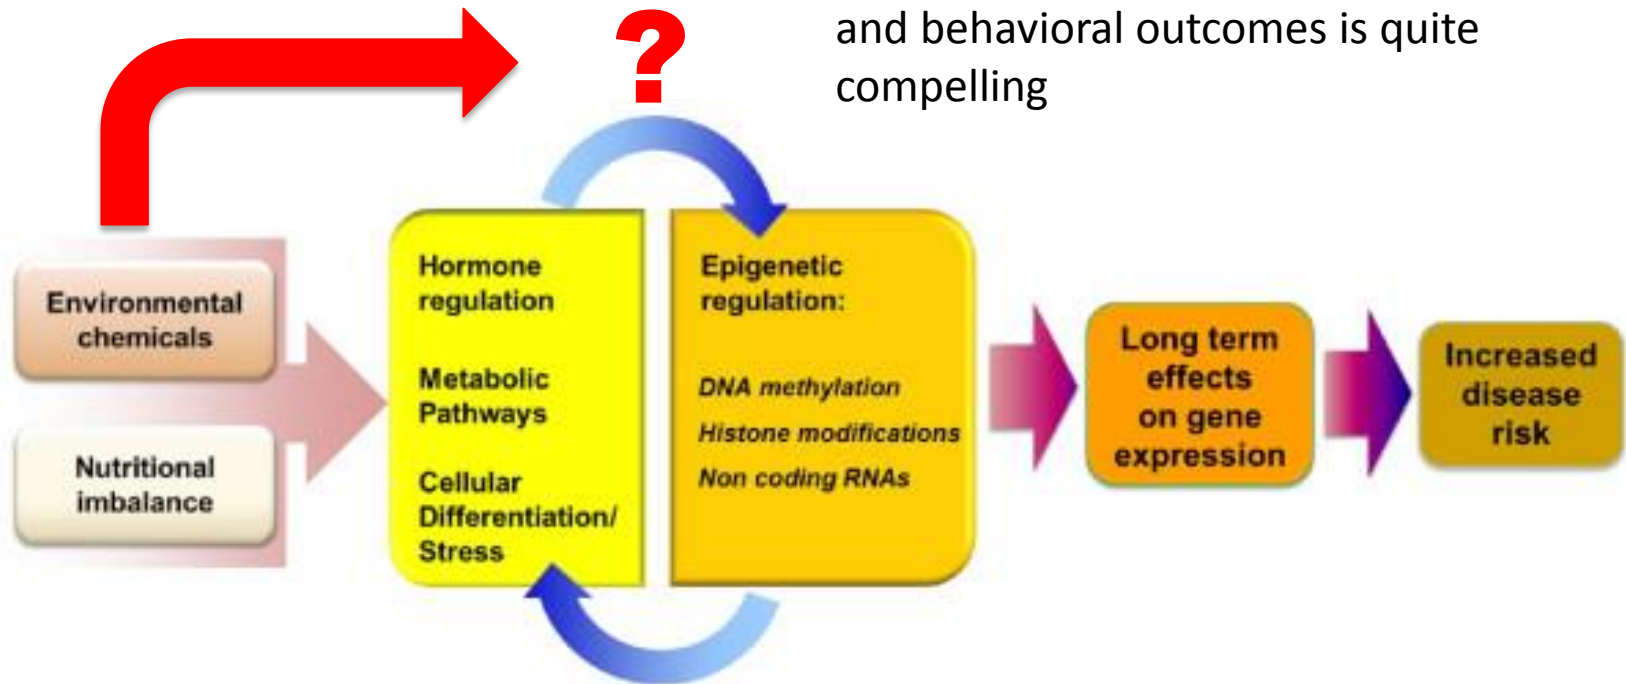 and behavioral outcomes is quite
compelling
?
Environmental
chemicals
Nutritional
imbalance
Hormone
regulation
Metabolic
Pathways
Cellular
Differentiation/
Stress
Epigenetic
regulation:
DNA methylation
Histone modifications
Non coding RNAs
Long term
effects
on gene
expression
Increased
disease
risk